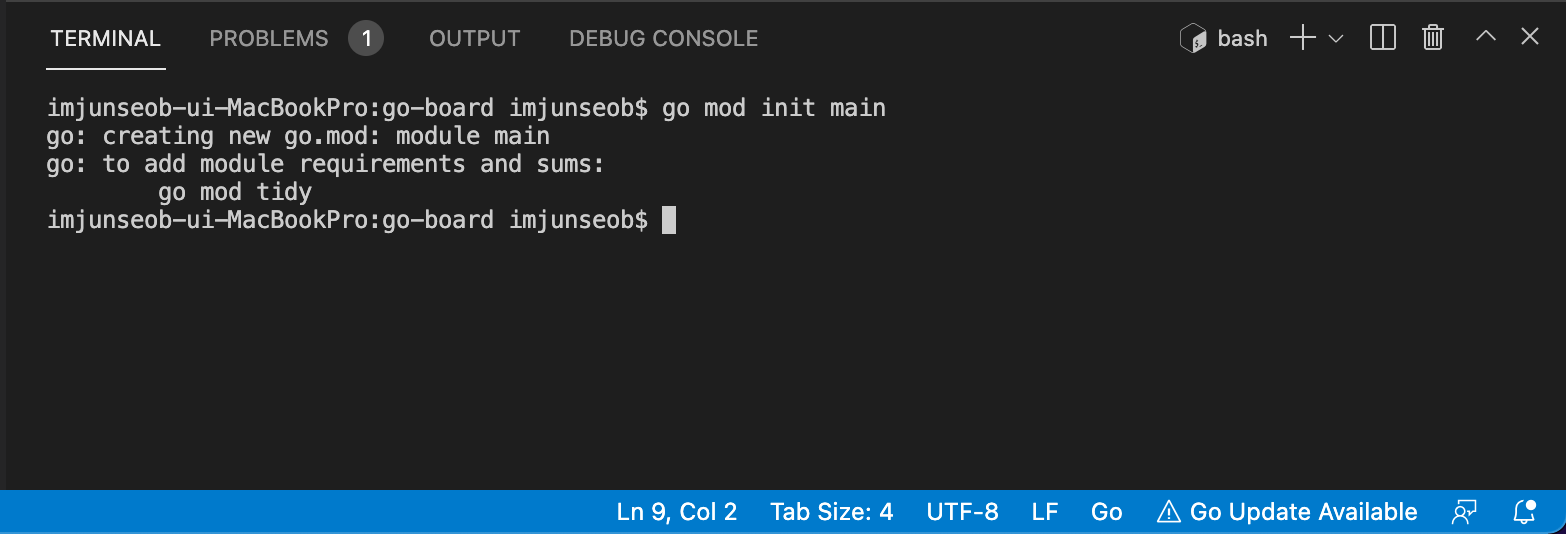 TERMINAL PROBLEMS 1 OUTPUT DEBUG CONSOLE bash
imjunseob-ui-MacBookPro:go-board imjunseob$ go mod init main
go: creating new go.mod: module main
go: to add module requirements and sums:
        go mod tidy
imjunseob-ui-MacBookPro:go-board imjunseob$
Ln 9, Col 2 Tab Size: 4 UTF-8 LF Go Go Update Available